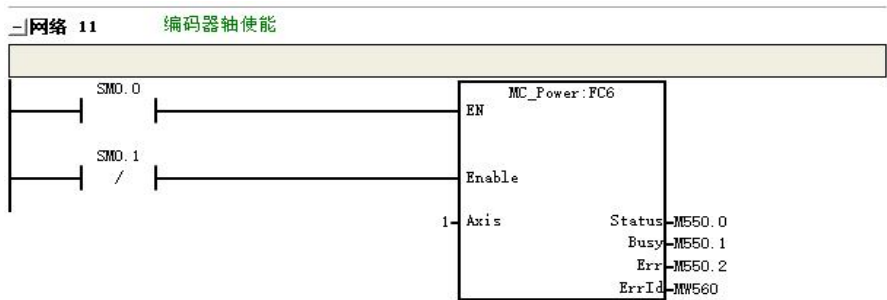 网络 11 编码器轴使能
SM0.0
MC_Power:FC6
EN
SM0.1
/
Enable
1 Axis Status M550.0
Busy M550.1
Err M550.2
ErrId MW560